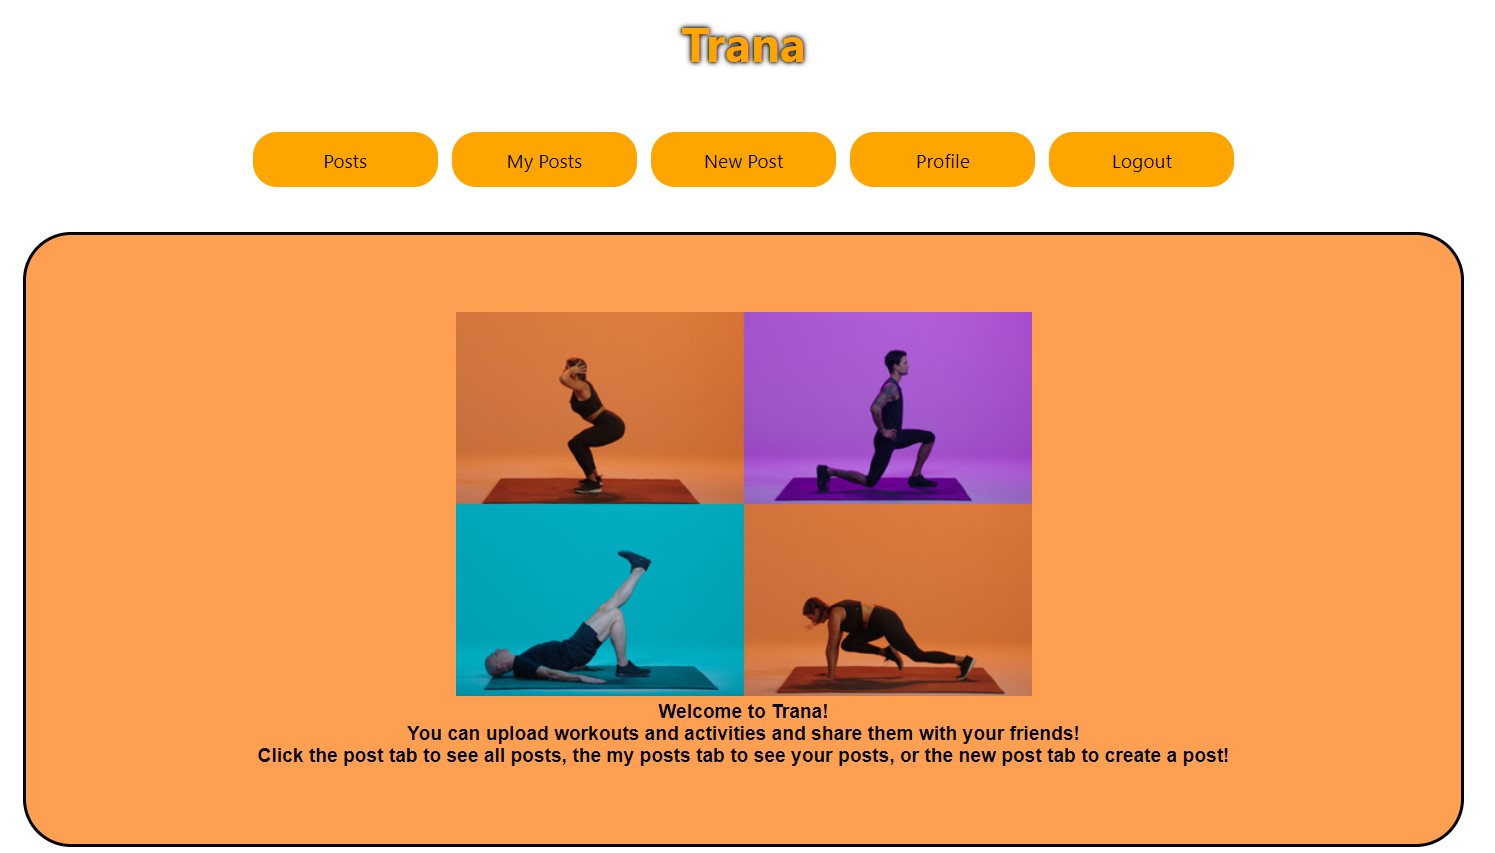 Trana
Posts
My Posts
New Post
Profile
Logout
Welcome to Trana!
You can upload workouts and activities and share them with your friends!
Click the post tab to see all posts, the my posts tab to see your posts, or the new post tab to create a post!